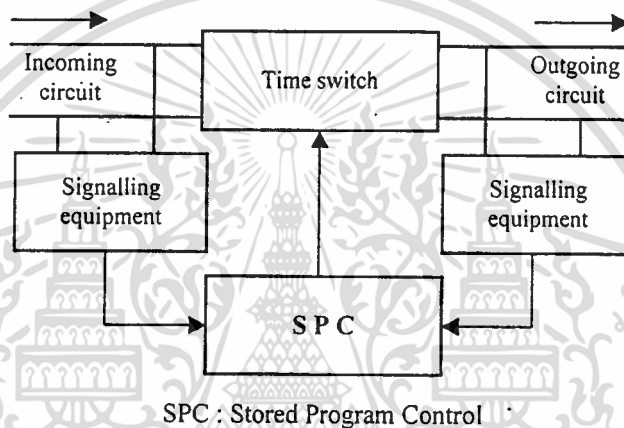 Incoming
circuit
Time switch
Outgoing
circuit
Signalling
equipment
Signalling
equipment
S P C
SPC : Stored Program Control